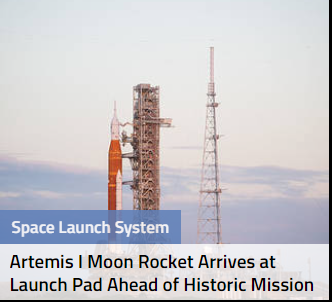 Space Launch System
Artemis I Moon Rocket Arrives at
Launch Pad Ahead of Historic Mission